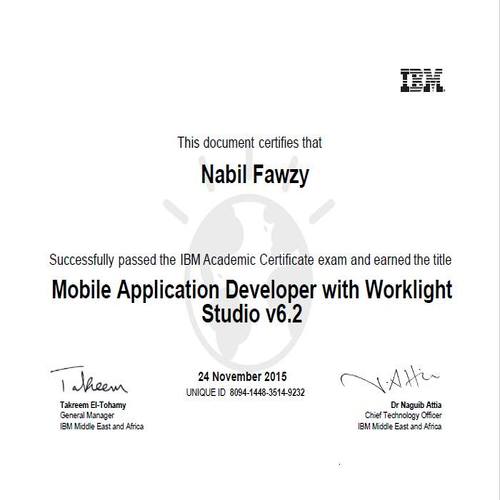 IBM
This document certifies that
Nabil Fawzy
Successfully passed the IBM Academic Certificate exam and earned the title
Mobile Application Developer with Worklight
Studio v6.2
Takreem
24 November 2015
UNIQUE ID 8094-1448-3514-9232
Takreem El-Tohamy
General Manager
IBM Middle East and Africa
N. Attia
Dr Naguib Attia
Chief Technology Officer
IBM Middle East and Africa